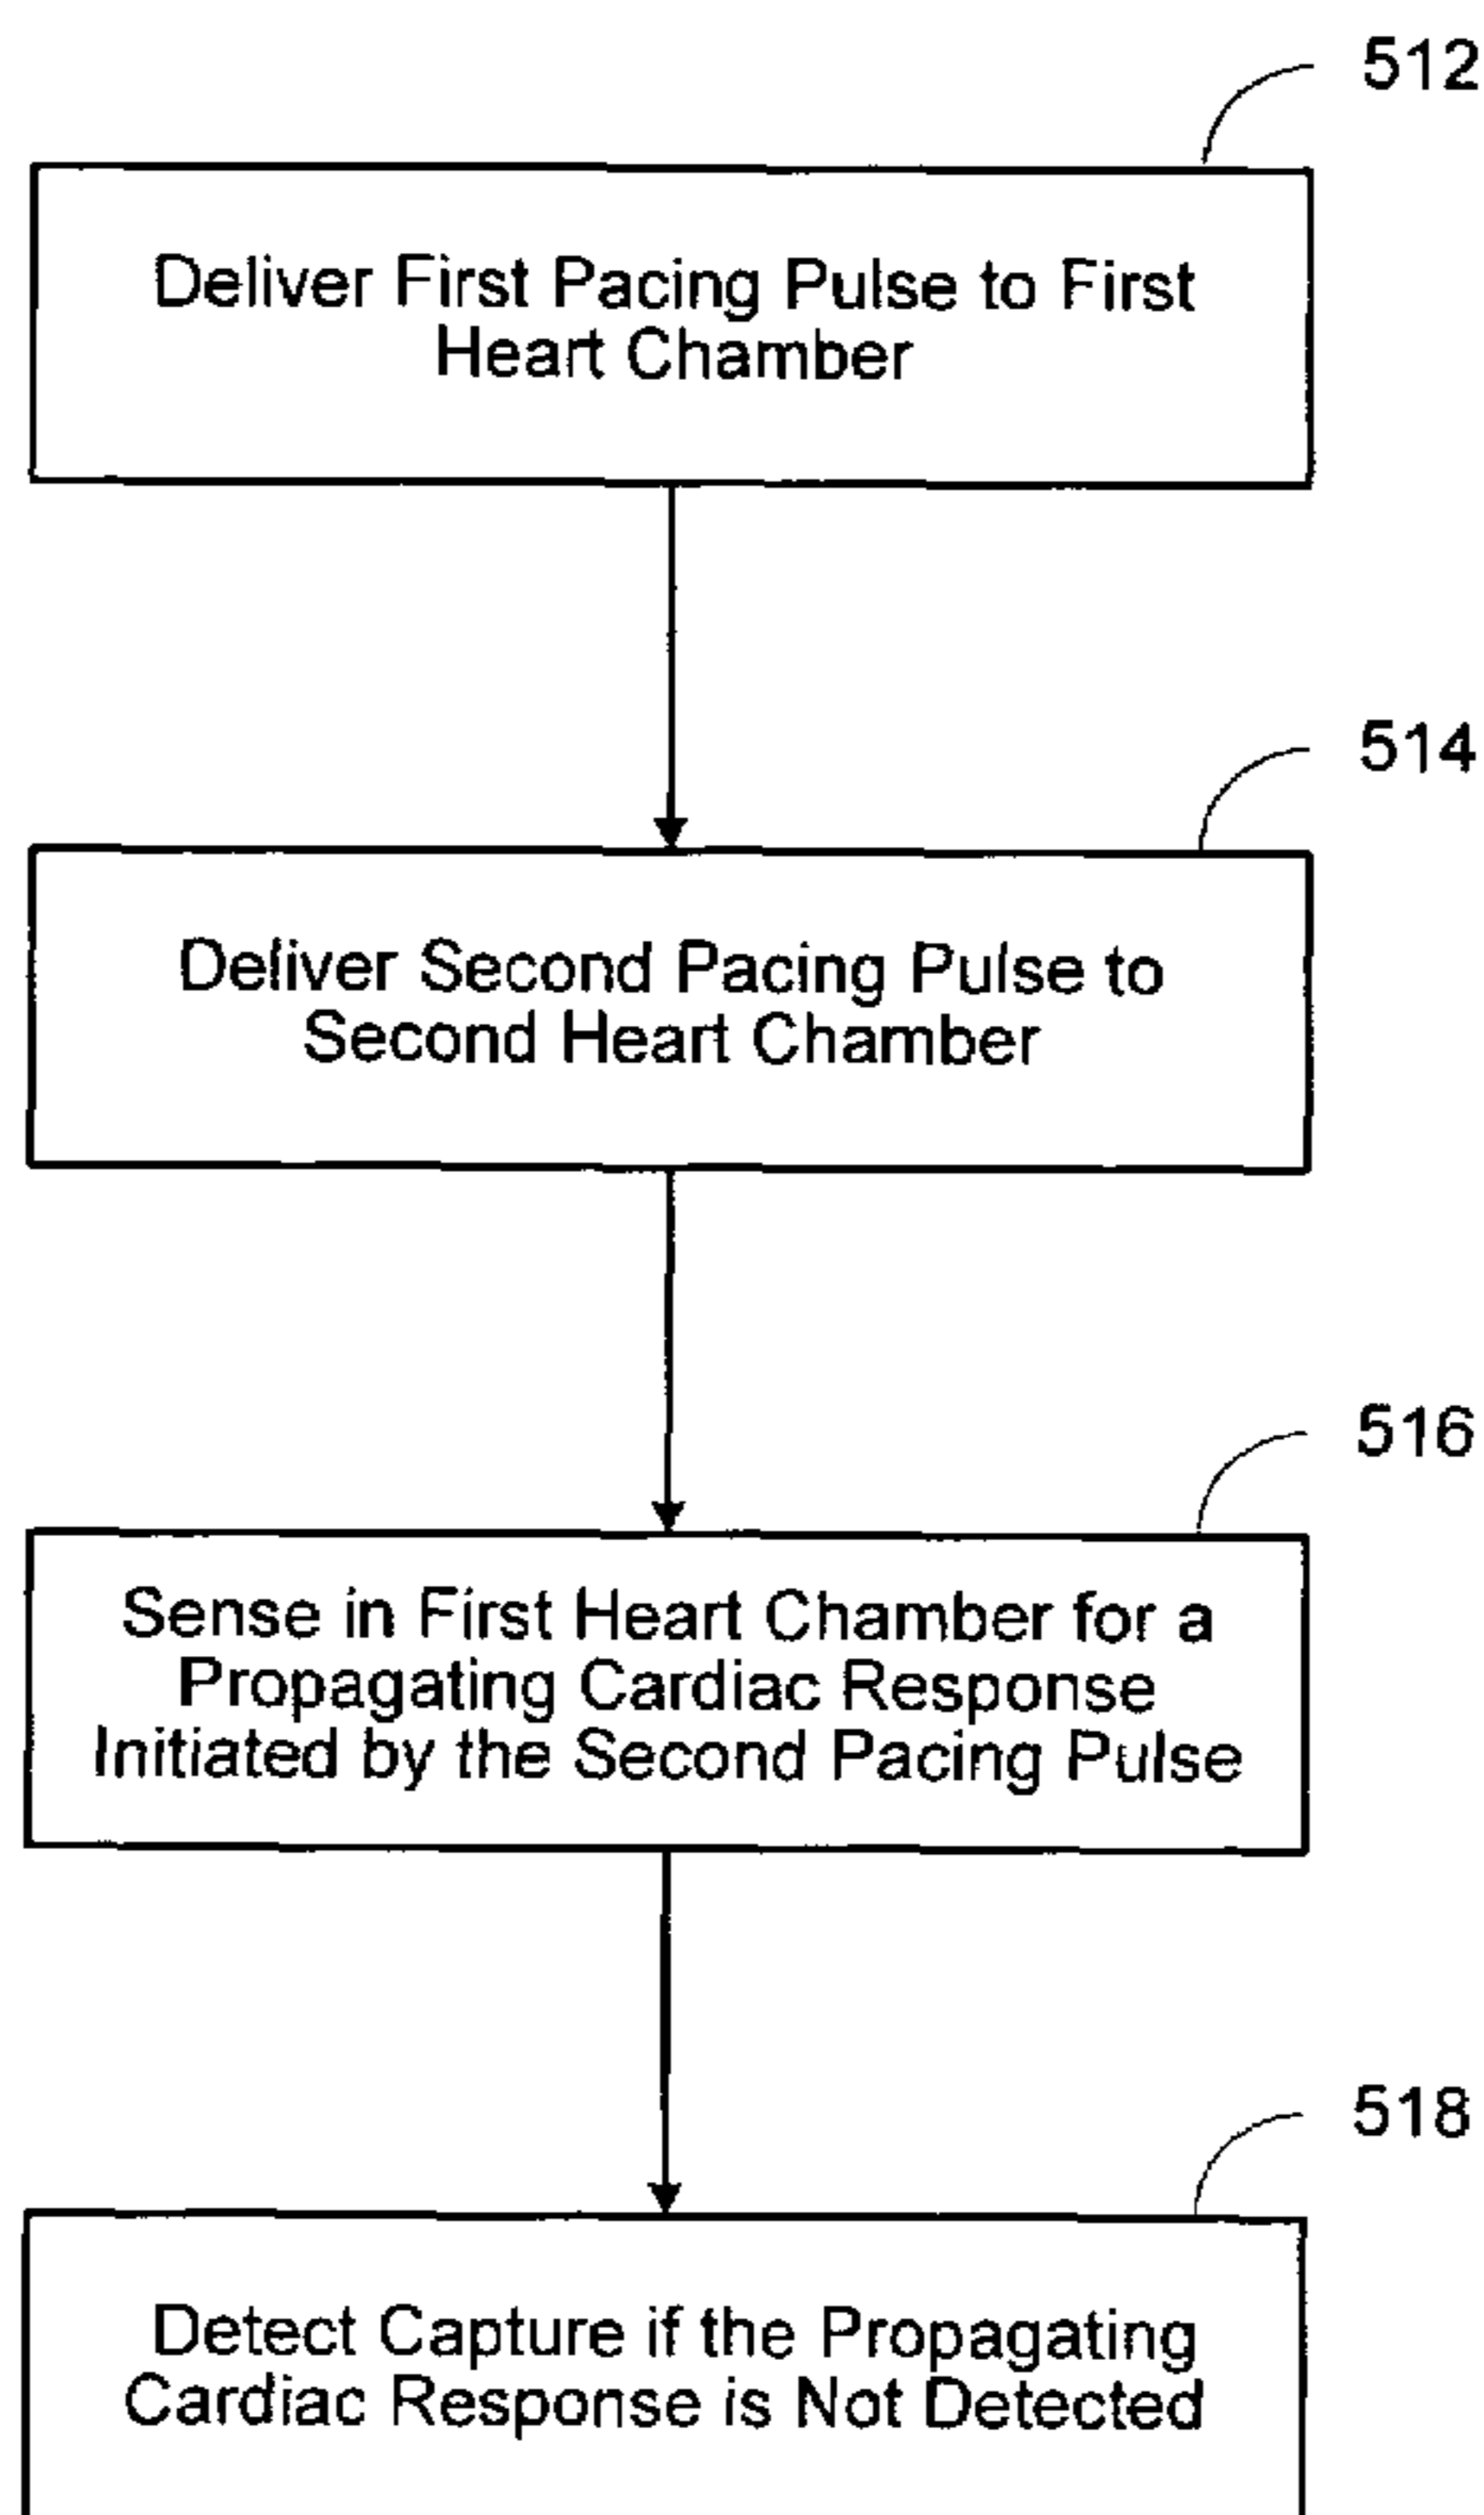 512
Deliver First Pacing Pulse to First
Heart Chamber
514
Deliver Second Pacing Pulse to
Second Heart Chamber
516
Sense in First Heart Chamber for a
Propagating Cardiac Response
Initiated by the Second Pacing Pulse
518
Detect Capture if the Propagating
Cardiac Response is Not Detected